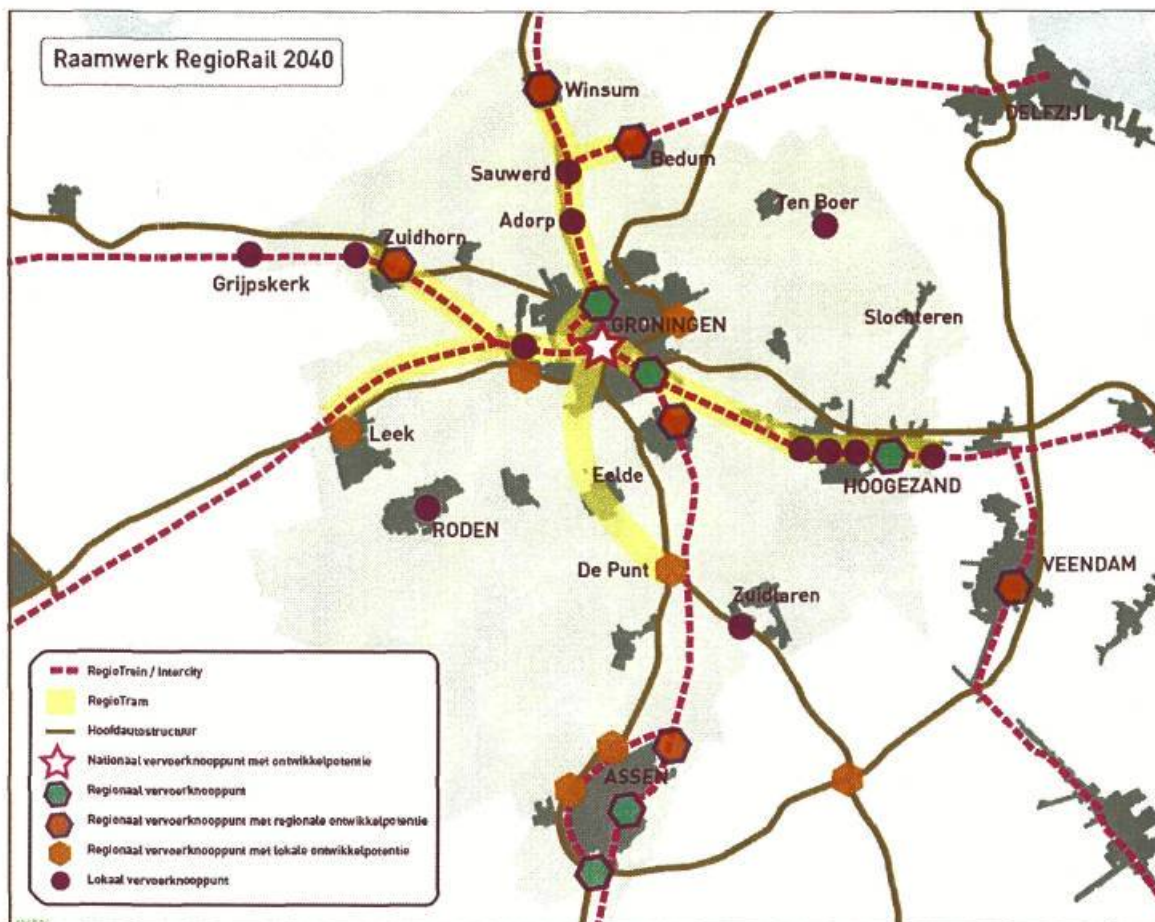 Raamwerk RegioRail 2040
Winsum
DELFZIJL
Bedum
Sauwerd
Ten Boer
Adorp
Zuidhorn
Grijpskerk
Slochteren
GRONINGEN
Leek
Eelde
HOOGEZAND
RODEN
De Punt
VEENDAM
Zuidlaren
ASSEN
RegioTrein / Intercity
RegioTram
Hoofdautostructuur
Nationaal vervoerknooppunt met ontwikkelpotentie
Regionaal vervoerknooppunt
Regionaal vervoerknooppunt met regionale ontwikkelpotentie
Regionaal vervoerknooppunt met lokale ontwikkelpotentie
Lokaal vervoerknooppunt